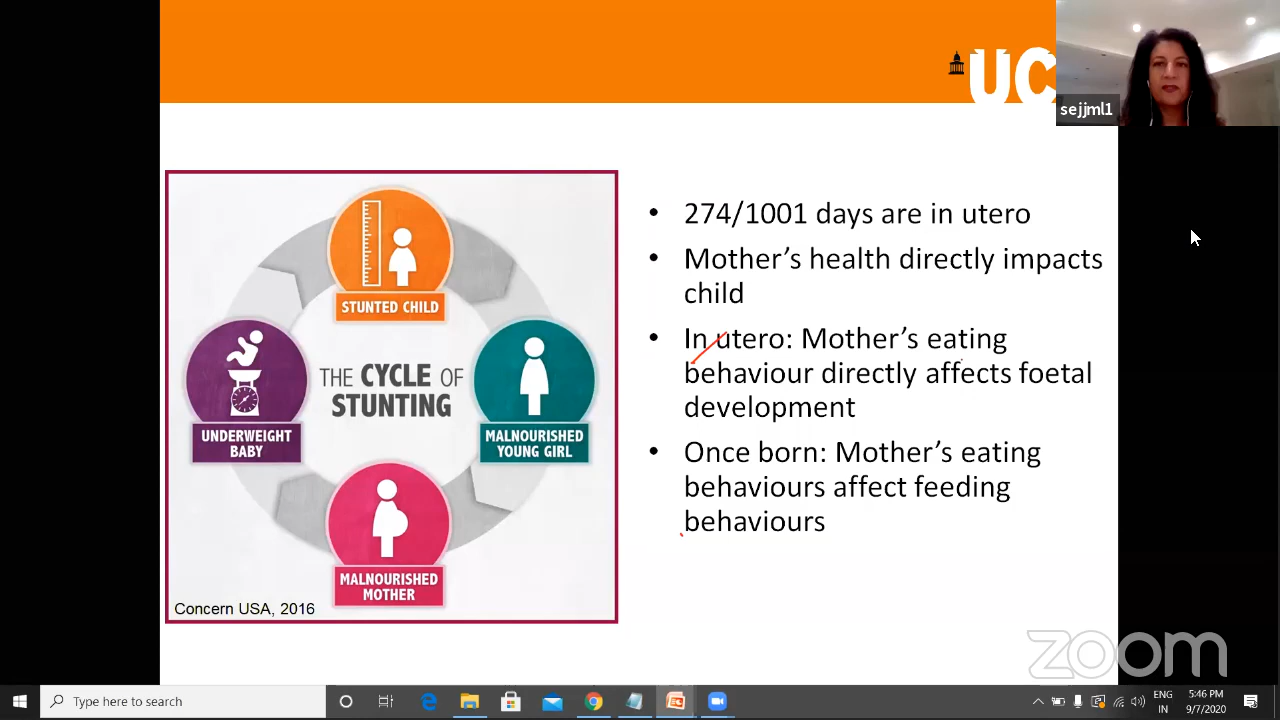 UC
sejjml1
STUNTED CHILD
THE CYCLE OF
STUNTING
UNDERWEIGHT
BABY
MALNOURISHED
YOUNG GIRL
MALNOURISHED
MOTHER
Concern USA, 2016
• 274/1001 days are in utero
• Mother’s health directly impacts
child
• In utero: Mother’s eating
behaviour directly affects foetal
development
• Once born: Mother’s eating
behaviours affect feeding
behaviours
zoom
Type here to search
ENG
IN
5:46 PM
9/7/2020